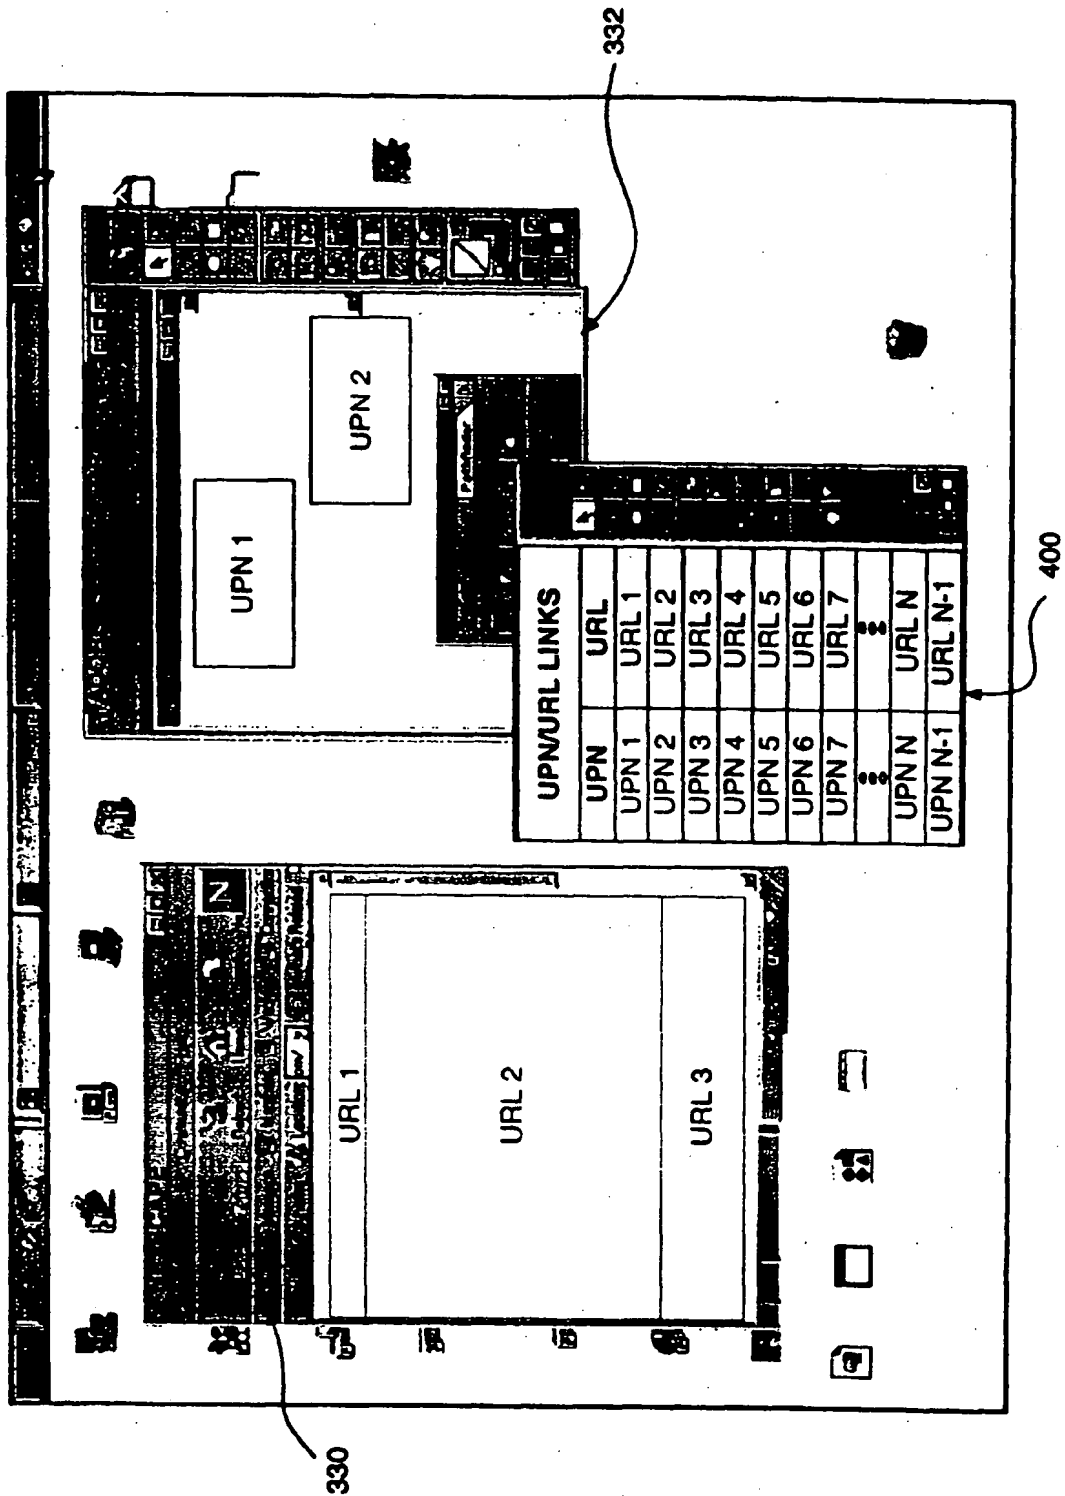 332
UPN 1
UPN 2
Pathfinder
UPN/URL LINKS
UPN URL
UPN 1 URL 1
UPN 2 URL 2
UPN 3 URL 3
UPN 4 URL 4
UPN 5 URL 5
UPN 6 URL 6
UPN 7 URL 7
••• •••
UPN N URL N
UPN N-1 URL N-1
400
N
URL 1
URL 2
URL 3
330